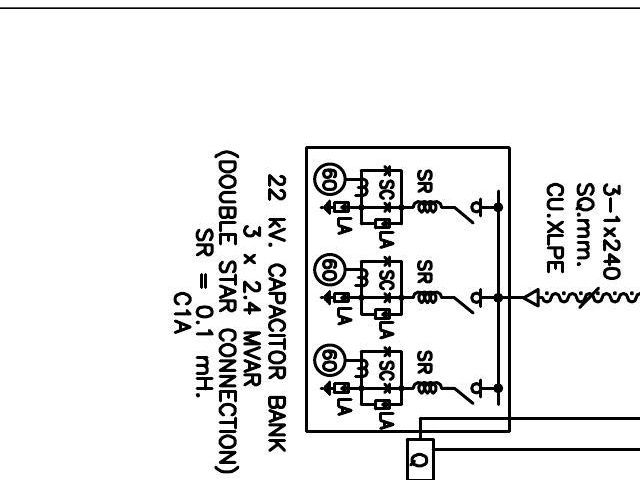 3-1x240
SQ.mm.
CU.XLPE
SR
*SC*
LA
60
LA
SR
*SC*
LA
60
LA
SR
*SC*
LA
60
LA
Q
22 kV. CAPACITOR BANK
3 x 2.4 MVAR
(DOUBLE STAR CONNECTION)
SR = 0.1 mH.
C1A